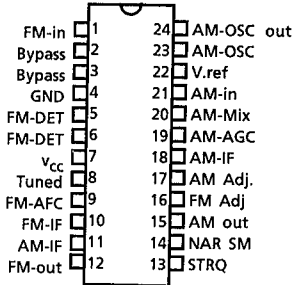 FM-in 1 24 AM-OSC out
Bypass 2 23 AM-OSC
Bypass 3 22 V.ref
GND 4 21 AM-in
FM-DET 5 20 AM-Mix
FM-DET 6 19 AM-AGC
Vcc 7 18 AM-IF
Tuned 8 17 AM Adj.
FM-AFC 9 16 FM Adj
FM-IF 10 15 AM out
AM-IF 11 14 NAR SM
FM-out 12 13 STRQ